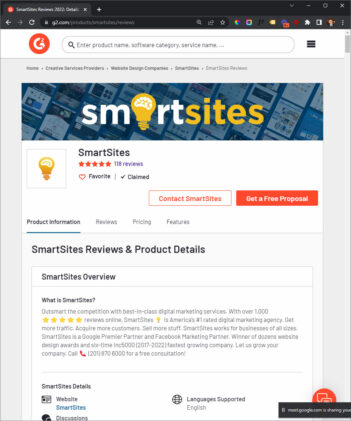 SmartSites Reviews 2022: Detail
g2.com/products/smartsites/reviews
Enter product name, software category, service name, ...
Home > Creative Services Providers > Website Design Companies > SmartSites > SmartSites Reviews
smartsites
SmartSites
118 reviews
Favorite | Claimed
Contact SmartSites
Get a Free Proposal
Product Information
Reviews
Pricing
Features
SmartSites Reviews & Product Details
SmartSites Overview
What is SmartSites?
Outsmart the competition with best-in-class digital marketing services. With over 1,000
⭐⭐⭐⭐⭐ reviews online, SmartSites 💡 is America's #1 rated digital marketing agency. Get
more traffic. Acquire more customers. Sell more stuff. SmartSites works for businesses of all sizes.
SmartSites is a Google Premier Partner and Facebook Marketing Partner. Winner of dozens website
design awards and six-time Inc5000 (2017-2022) fastest growing company. Let us grow your
company. Call 📞 (201) 870 6000 for a free consultation!
SmartSites Details
Website
SmartSites
Languages Supported
English
Discussions
meet.google.com is sharing your